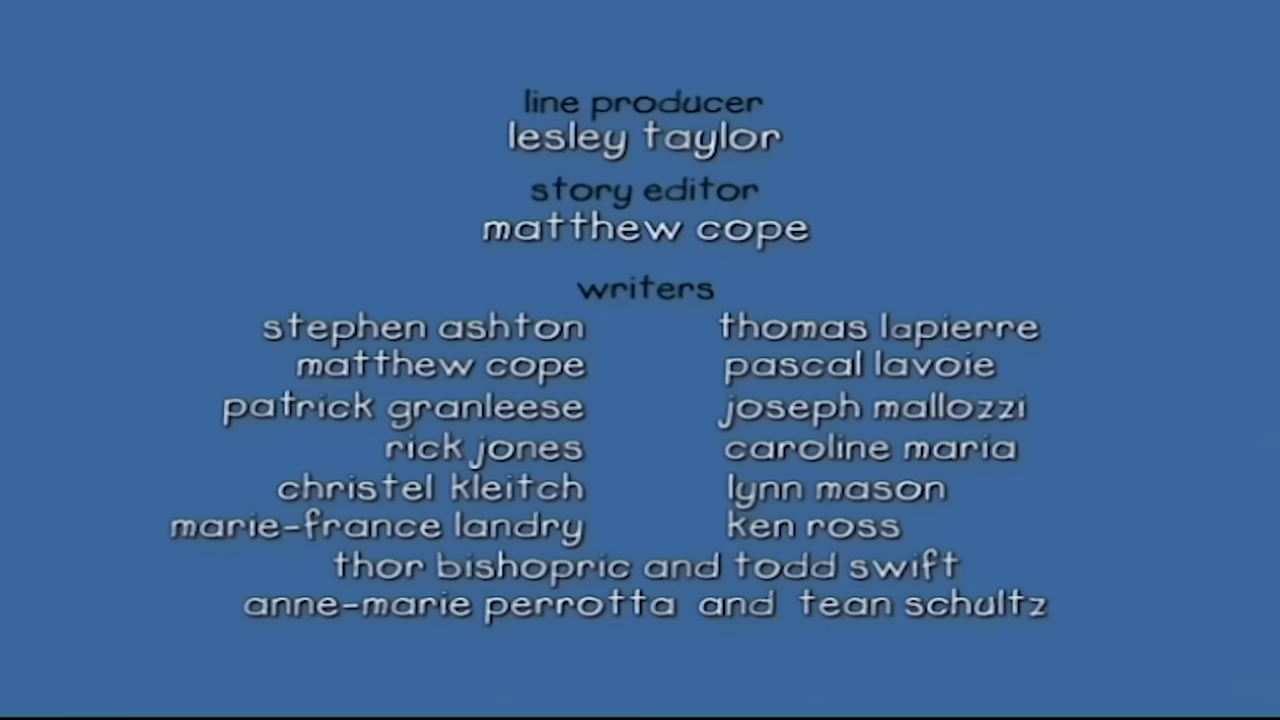 line producer
lesley taylor
story editor
matthew cope
writers
stephen ashton thomas lapierre
matthew cope pascal lavoie
patrick granleese joseph mallozzi
rick jones caroline maria
christel kleitch lynn mason
marie-france landry ken ross
thor bishopric and todd swift
anne-marie perrotta and tean schultz